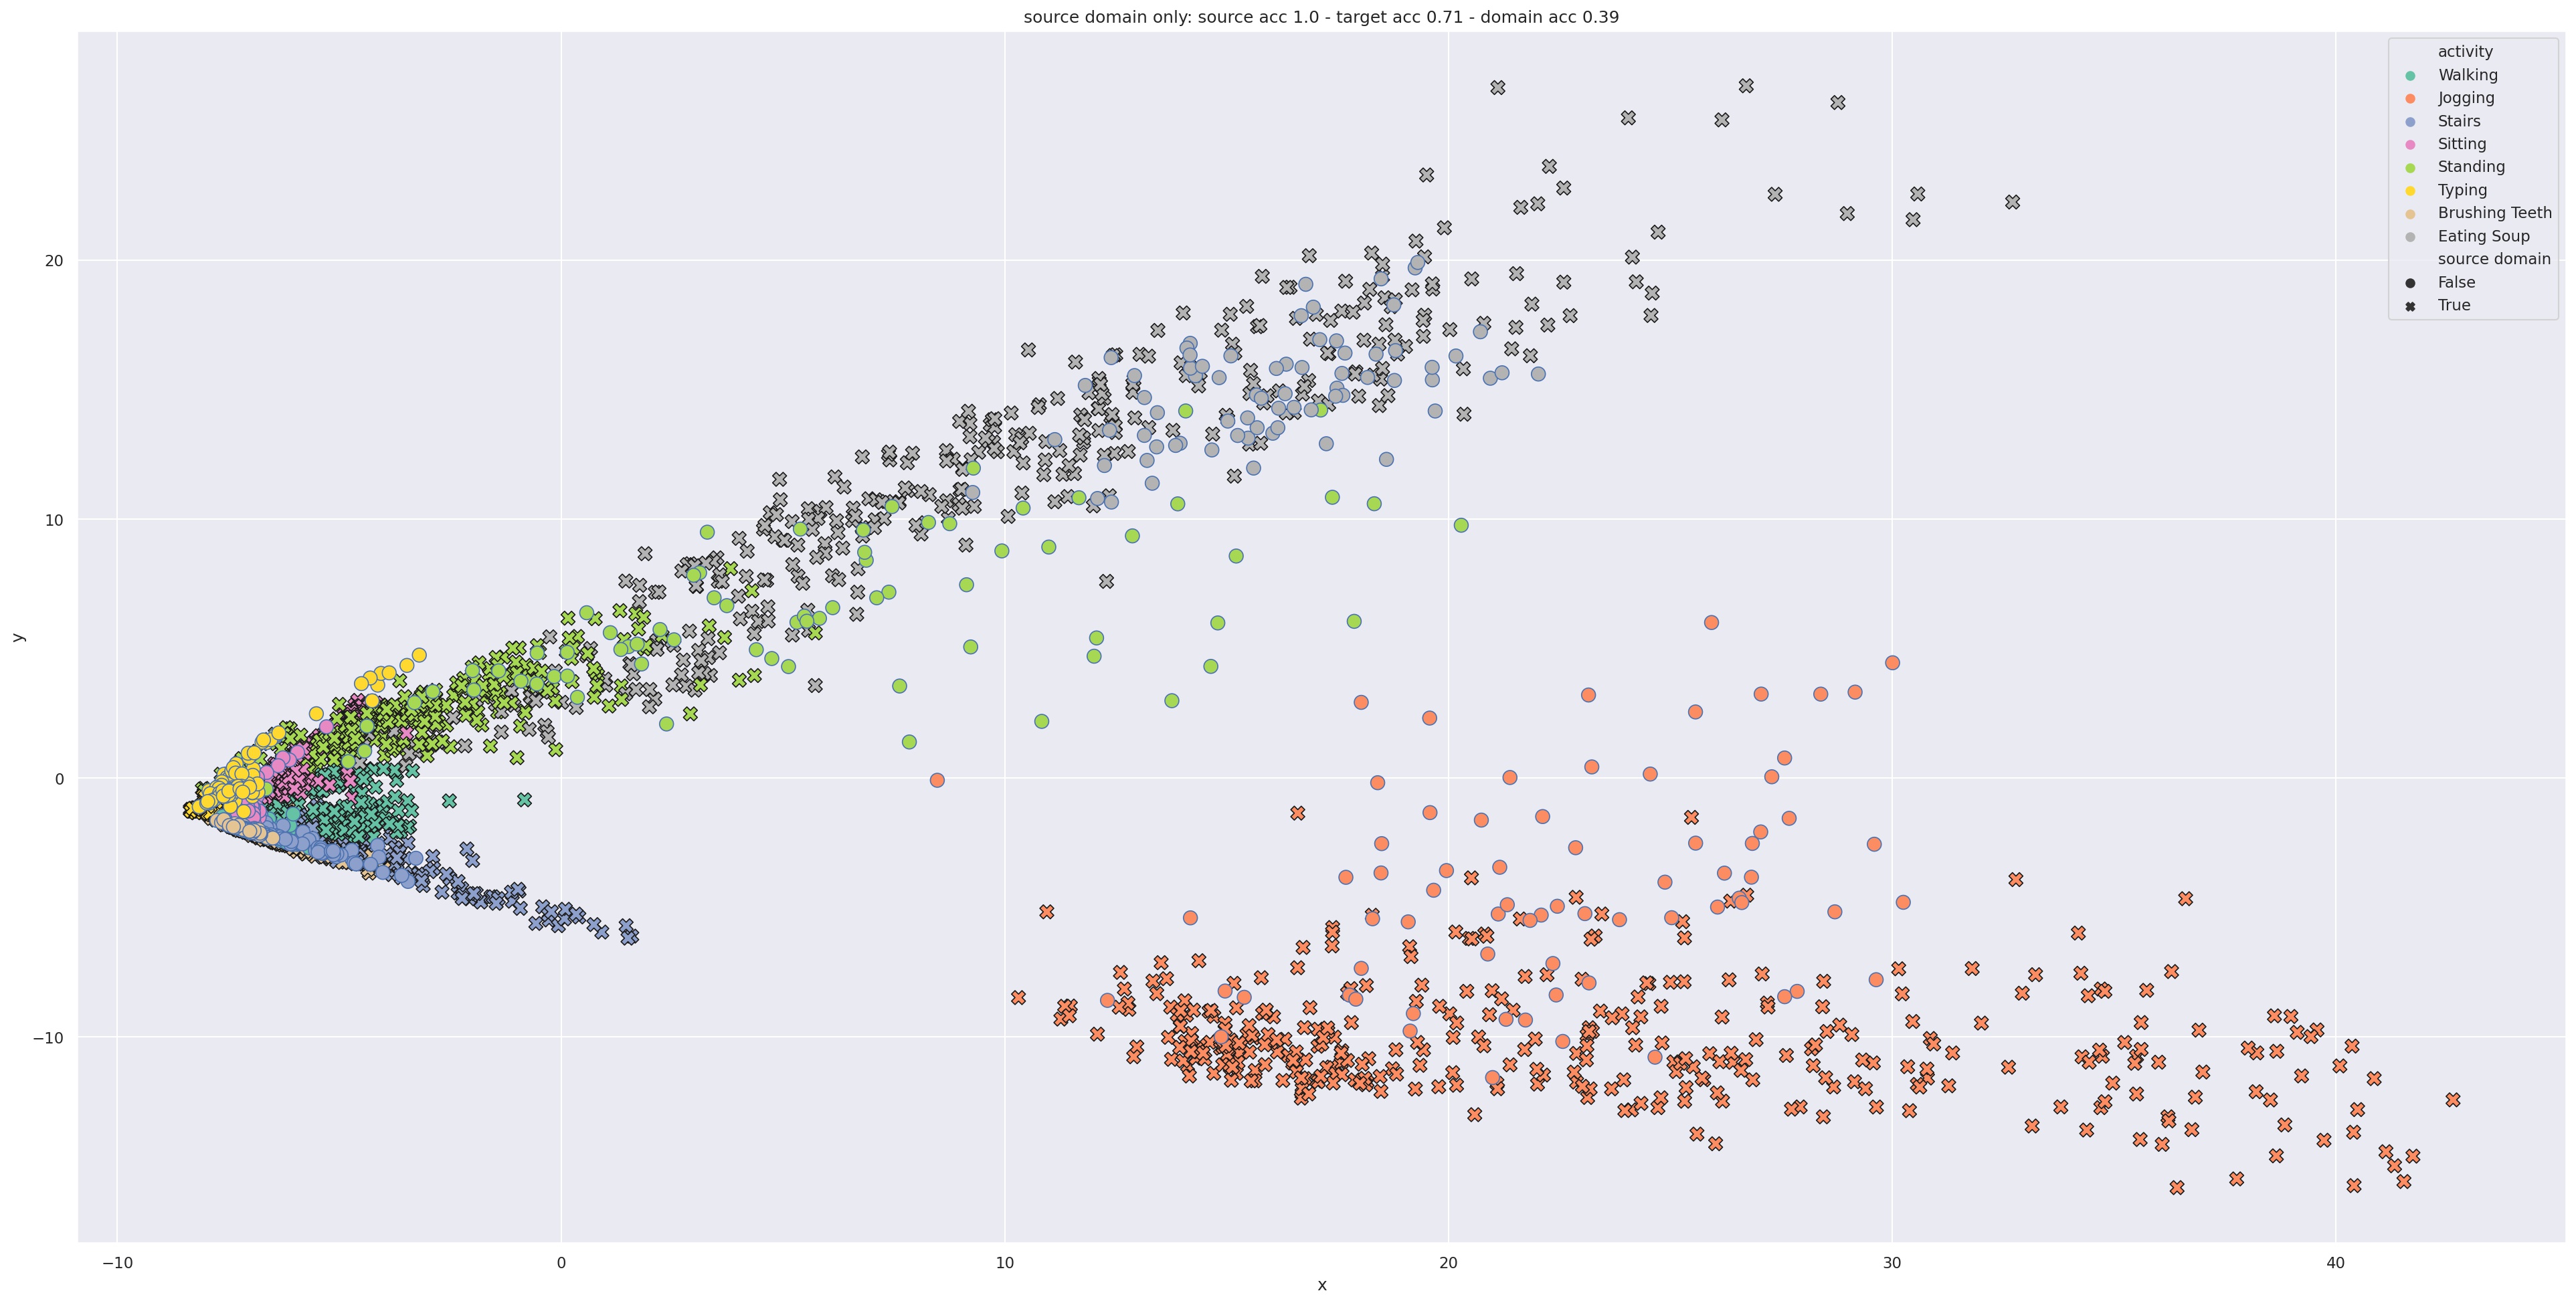 source domain only: source acc 1.0 - target acc 0.71 - domain acc 0.39
activity
Walking
Jogging
Stairs
Sitting
Standing
Typing
Brushing Teeth
Eating Soup
source domain
False
True
20
10
0
−10
y
−10 0 10 20 30 40
x